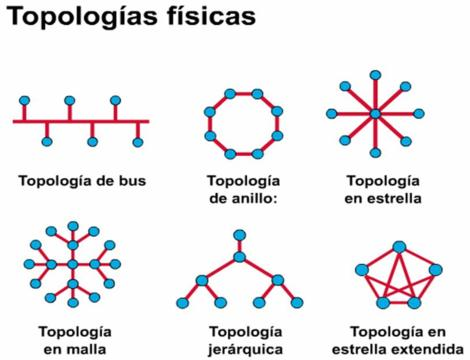 Topologías físicas
Topología de bus
Topología
de anillo:
Topología
en estrella
Topología
en malla
Topología
jerárquica
Topología en
estrella extendida